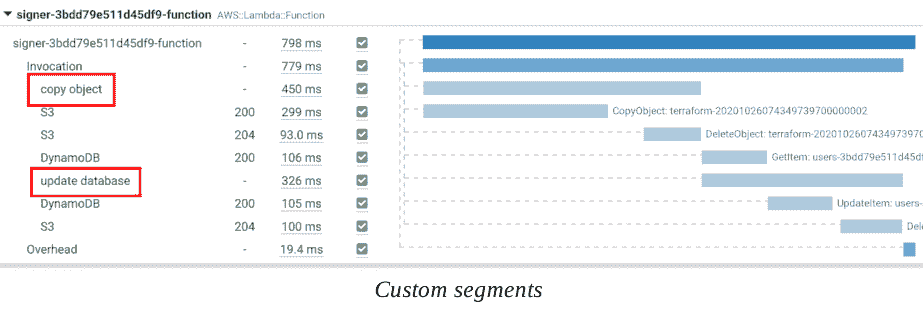 signer-3bdd79e511d45df9-function AWS::Lambda::Function
signer-3bdd79e511d45df9-function - 798 ms
Invocation - 779 ms
copy object - 450 ms
S3 200 299 ms CopyObject: terraform-20201026074349739700000002
S3 204 93.0 ms DeleteObject: terraform-2020102607434973970
DynamoDB 200 106 ms GetItem: users-3bdd79e511d45df
update database - 326 ms
DynamoDB 200 105 ms UpdateItem: users-
S3 204 100 ms Dele
Overhead - 19.4 ms
Custom segments